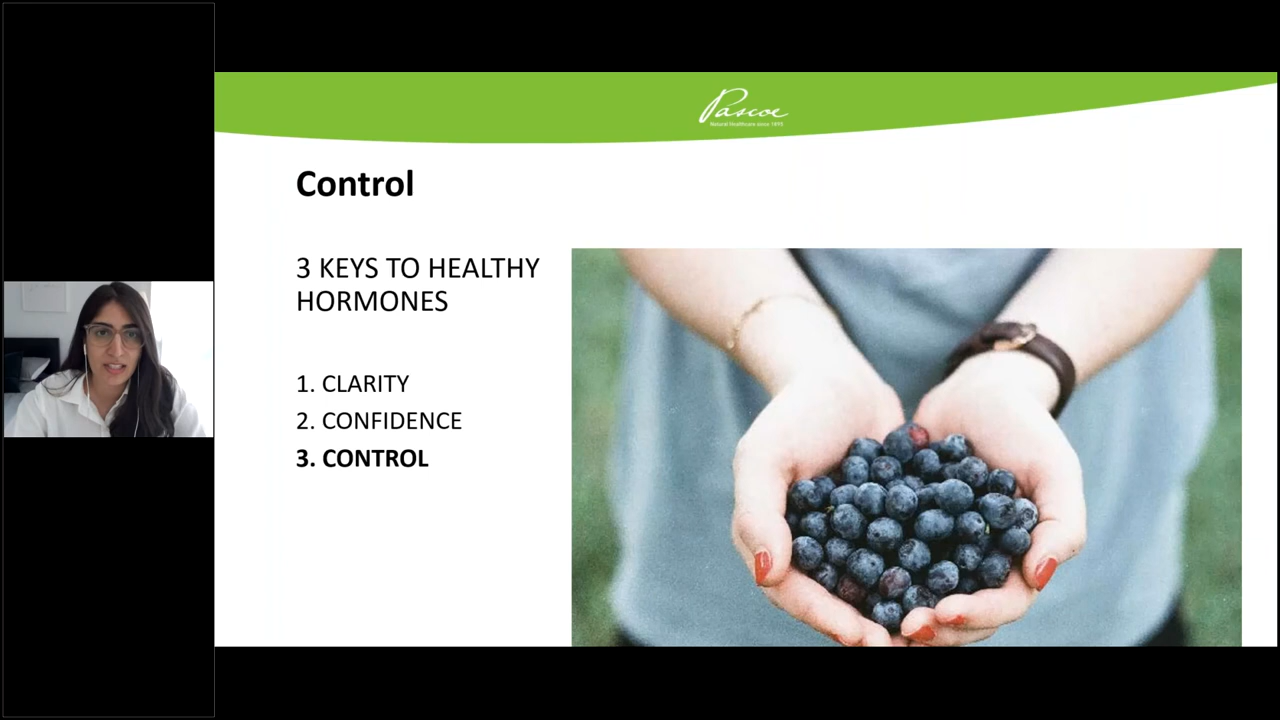 Pascoe
Natural Healthcare since 1895
Control
3 KEYS TO HEALTHY
HORMONES
1. CLARITY
2. CONFIDENCE
3. CONTROL